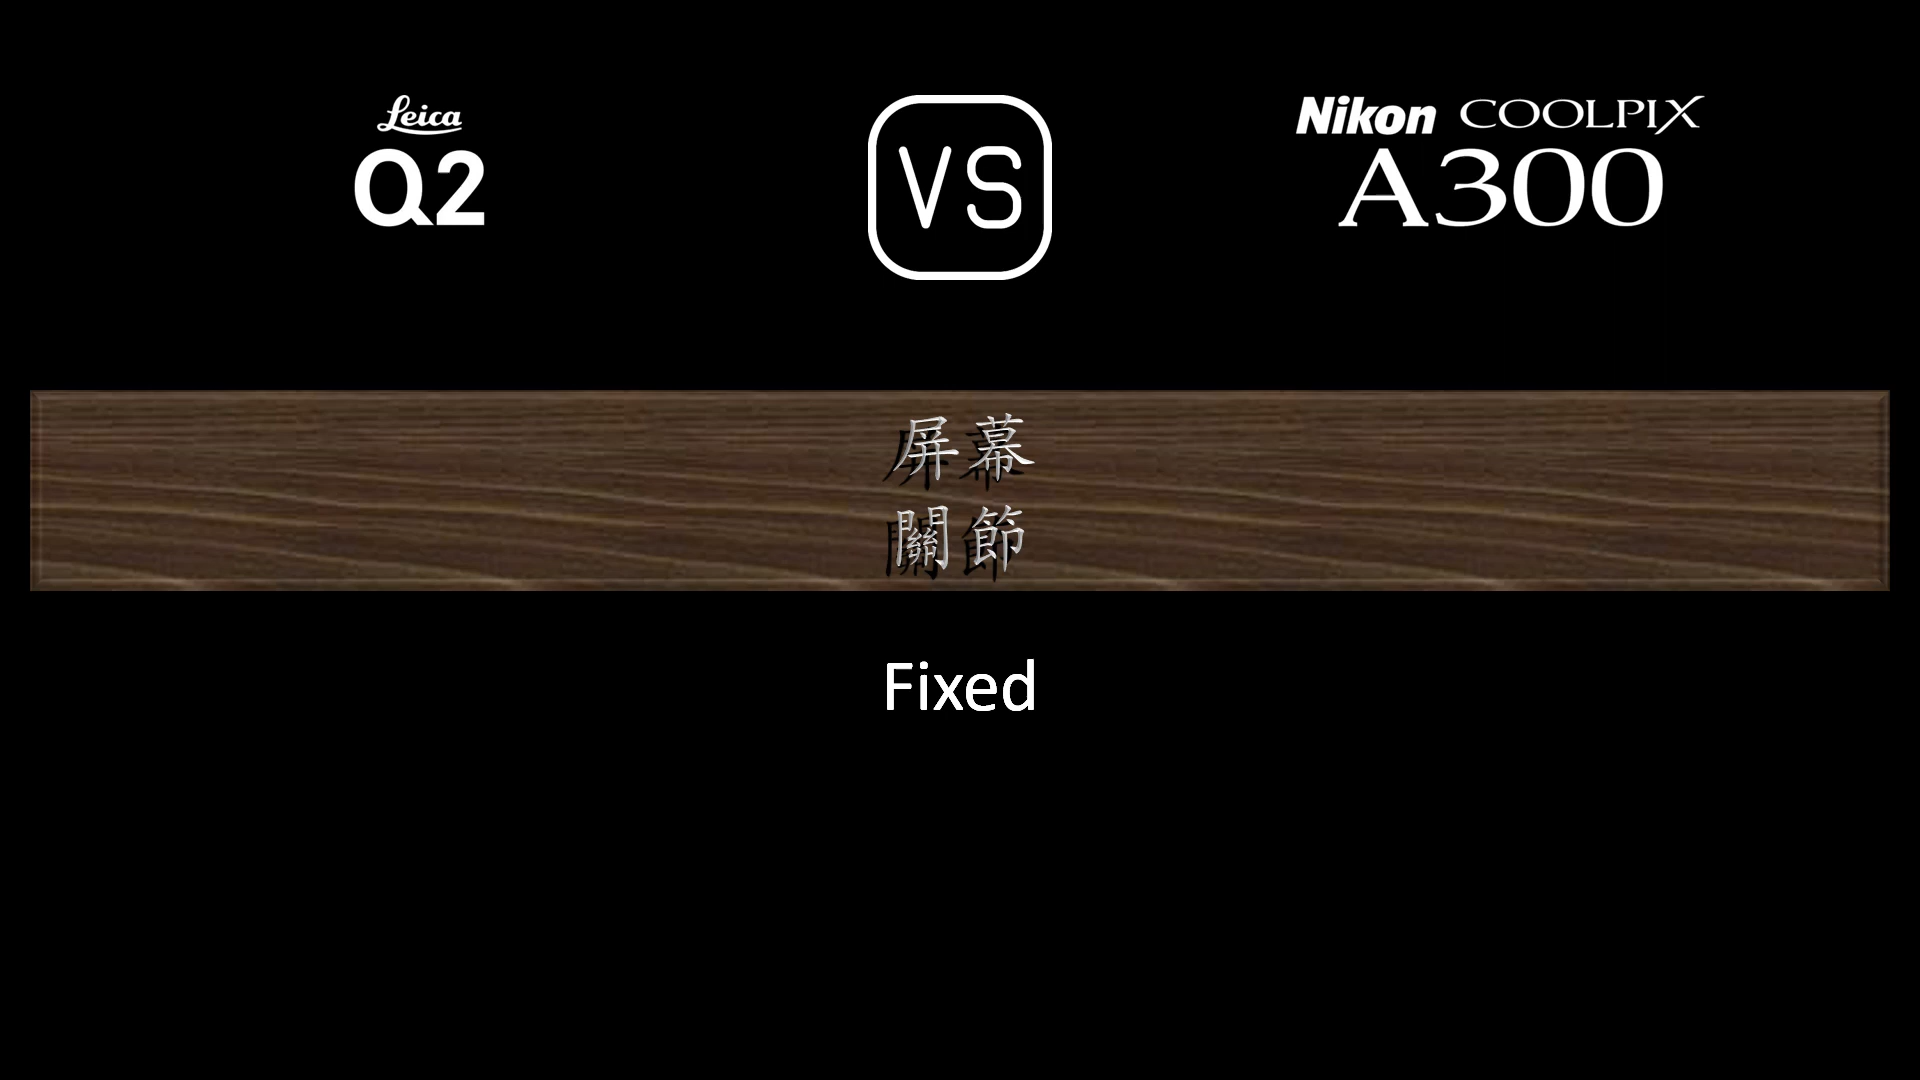 Leica
Q2
VS
Nikon COOLPIX
A300
屏幕
關節
Fixed